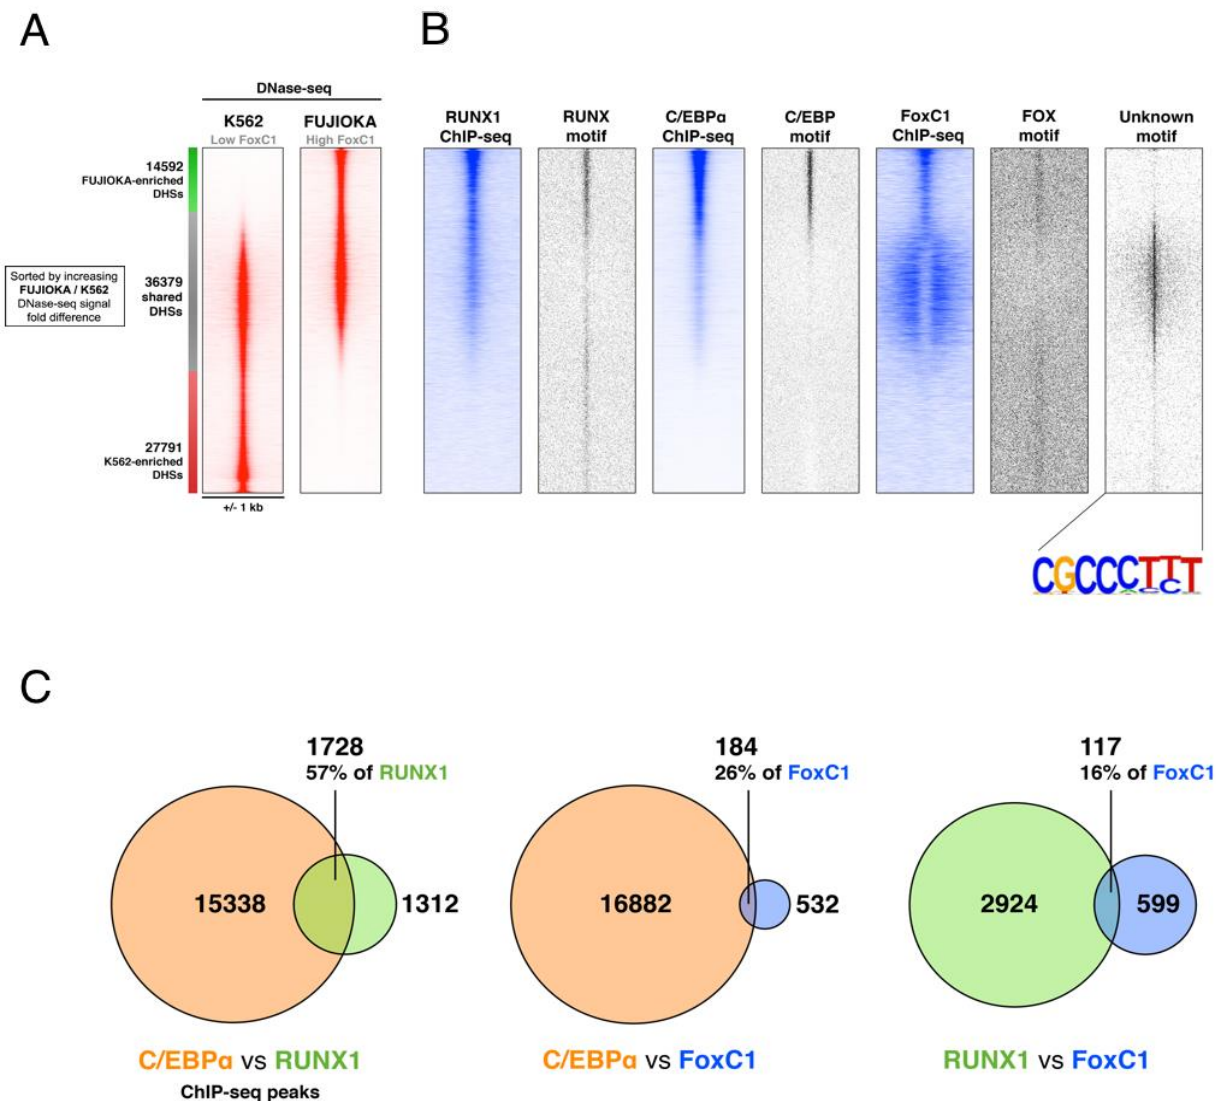 A
B
DNase-seq
K562
Low FoxC1
FUJIOKA
High FoxC1
14592
FUJIOKA-enriched
DHSs
Sorted by increasing
FUJIOKA / K562
DNase-seq signal
fold difference
36379
shared
DHSs
27791
K562-enriched
DHSs
+/- 1 kb
RUNX1
ChIP-seq
RUNX
motif
C/EBPα
ChIP-seq
C/EBP
motif
FoxC1
ChIP-seq
FOX
motif
Unknown
motif
CGCCCTTT
C
1728
57% of RUNX1
15338
1312
C/EBPα vs RUNX1
ChIP-seq peaks
184
26% of FoxC1
16882
532
C/EBPα vs FoxC1
117
16% of FoxC1
2924
599
RUNX1 vs FoxC1